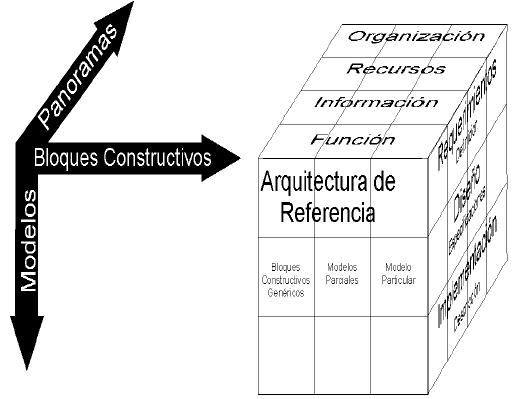 Panoramas
Bloques Constructivos
Modelos
Organización
Recursos
Información
Función
Arquitectura de
Referencia
Bloques
Constructivos
Genéricos
Modelos
Parciales
Modelo
Particular
Requerimientos
Diseño
Especificaciones
Implementación